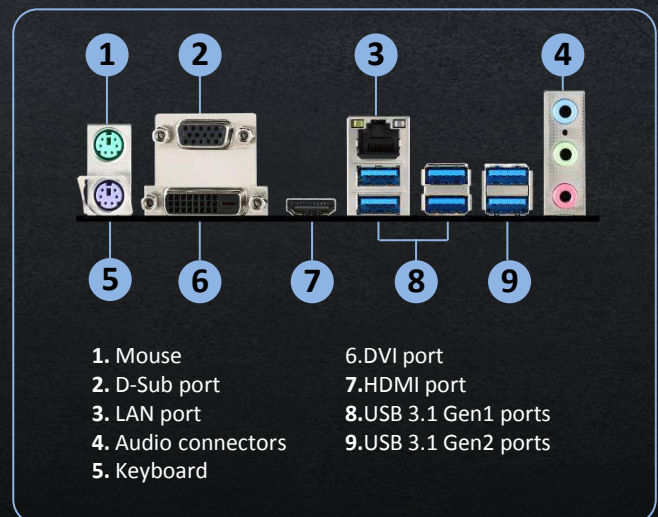 1 2 3 4
5 6 7 8 9
1. Mouse
2. D-Sub port
3. LAN port
4. Audio connectors
5. Keyboard
6.DVI port
7.HDMI port
8.USB 3.1 Gen1 ports
9.USB 3.1 Gen2 ports